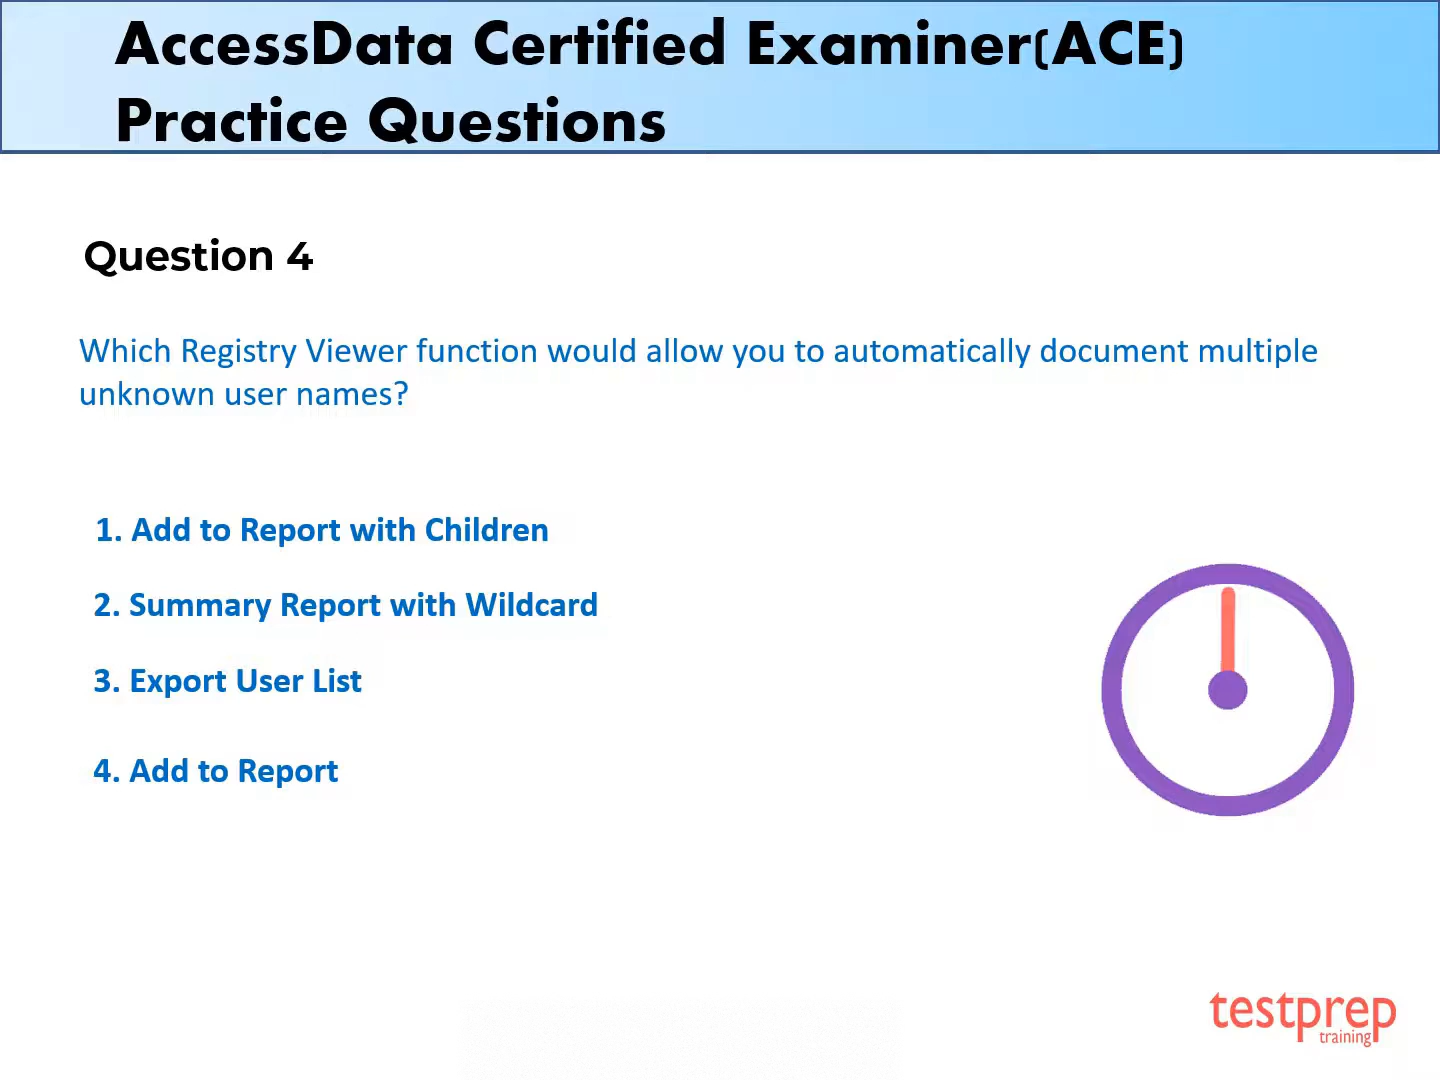 AccessData Certified Examiner(ACE)
Practice Questions
Question 4
Which Registry Viewer function would allow you to automatically document multiple
unknown user names?
1. Add to Report with Children
2. Summary Report with Wildcard
3. Export User List
4. Add to Report
testprep
training